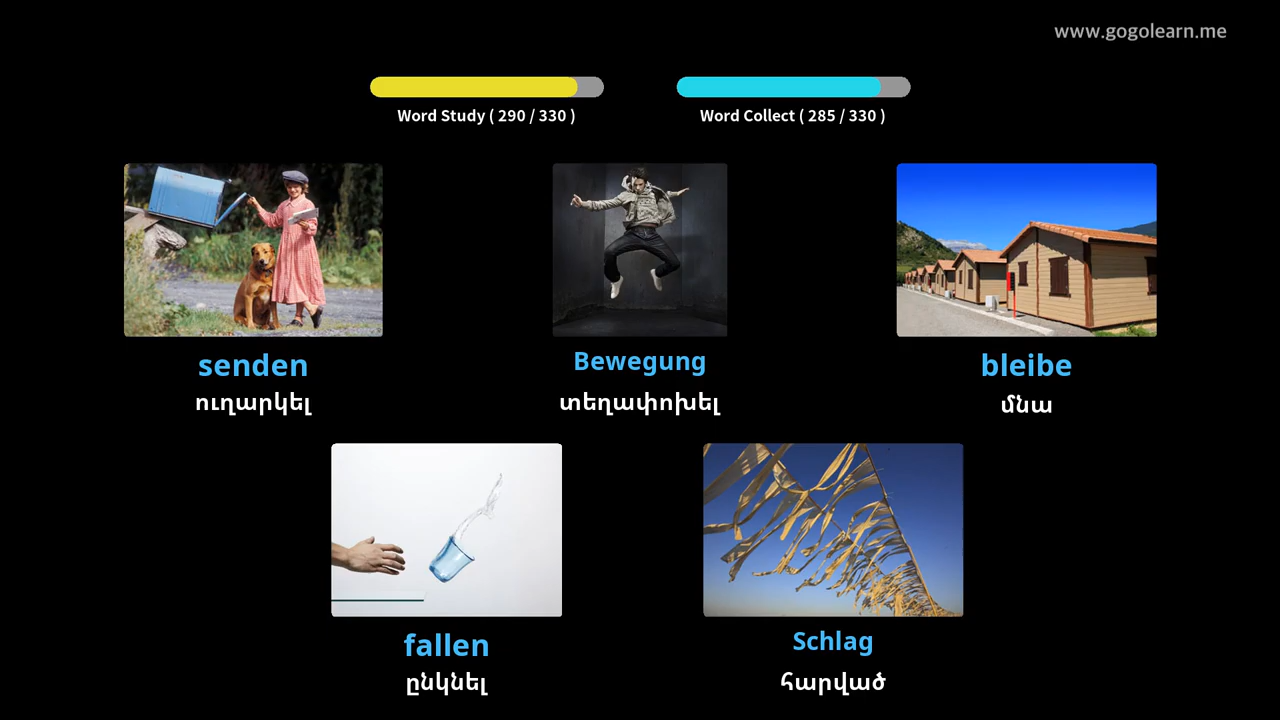 www.gogolearn.me
Word Study ( 290 / 330 )
Word Collect ( 285 / 330 )
senden
Bewegung
bleibe
ուղարկել
տեղափոխել
մնա
fallen
Schlag
ընկնել
հարված